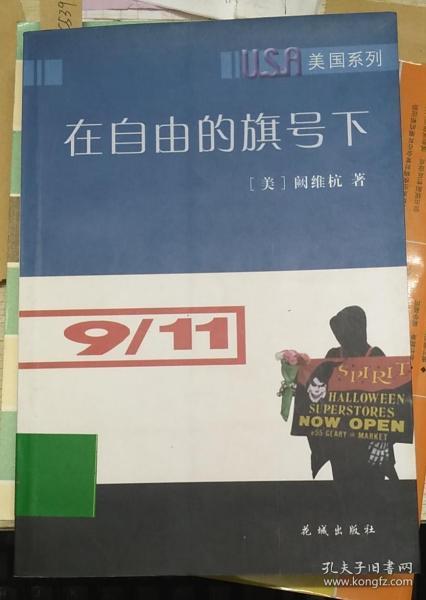 539
U.S.A 美国系列
在自由的旗号下
［美］阙维杭 著
9/11
SPIRIT
HALLOWEEN
SUPERSTORES
NOW OPEN
花城出版社
孔夫子旧书网
www.kongfz.com